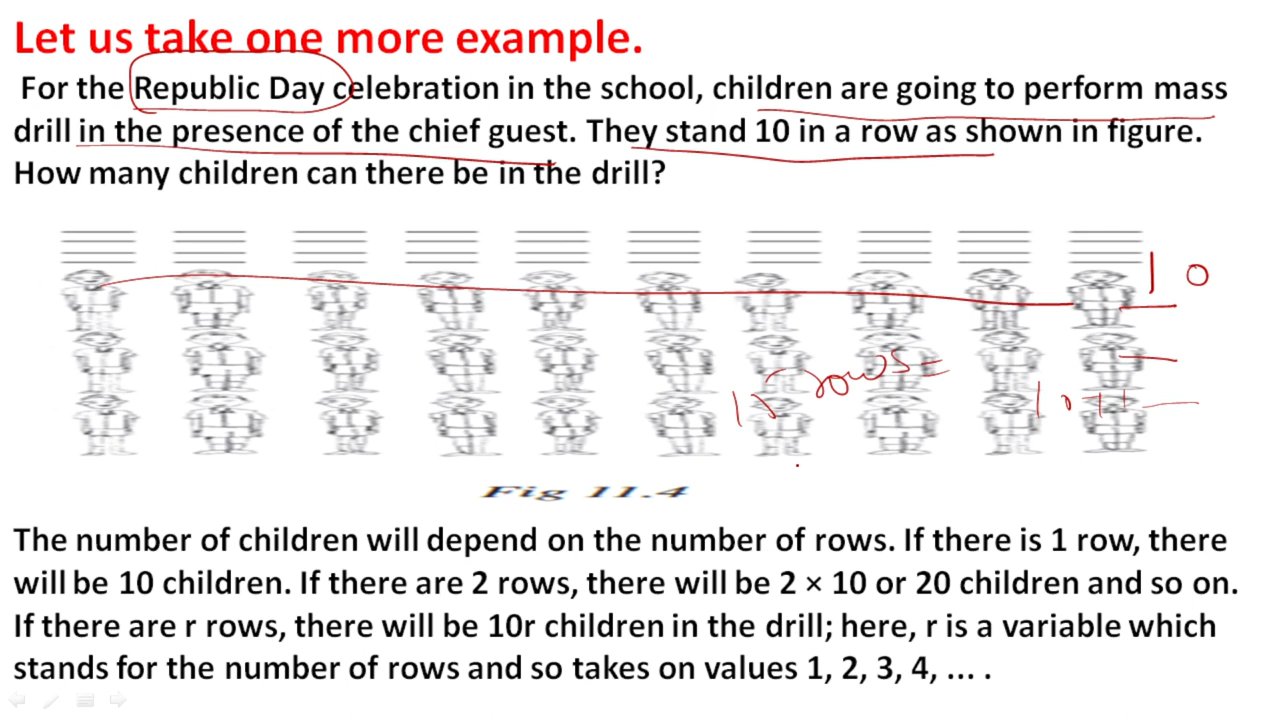 Let us take one more example.
For the Republic Day celebration in the school, children are going to perform mass
drill in the presence of the chief guest. They stand 10 in a row as shown in figure.
How many children can there be in the drill?
10
rows =
Fig 11.4
The number of children will depend on the number of rows. If there is 1 row, there
will be 10 children. If there are 2 rows, there will be 2 × 10 or 20 children and so on.
If there are r rows, there will be 10r children in the drill; here, r is a variable which
stands for the number of rows and so takes on values 1, 2, 3, 4, ... .